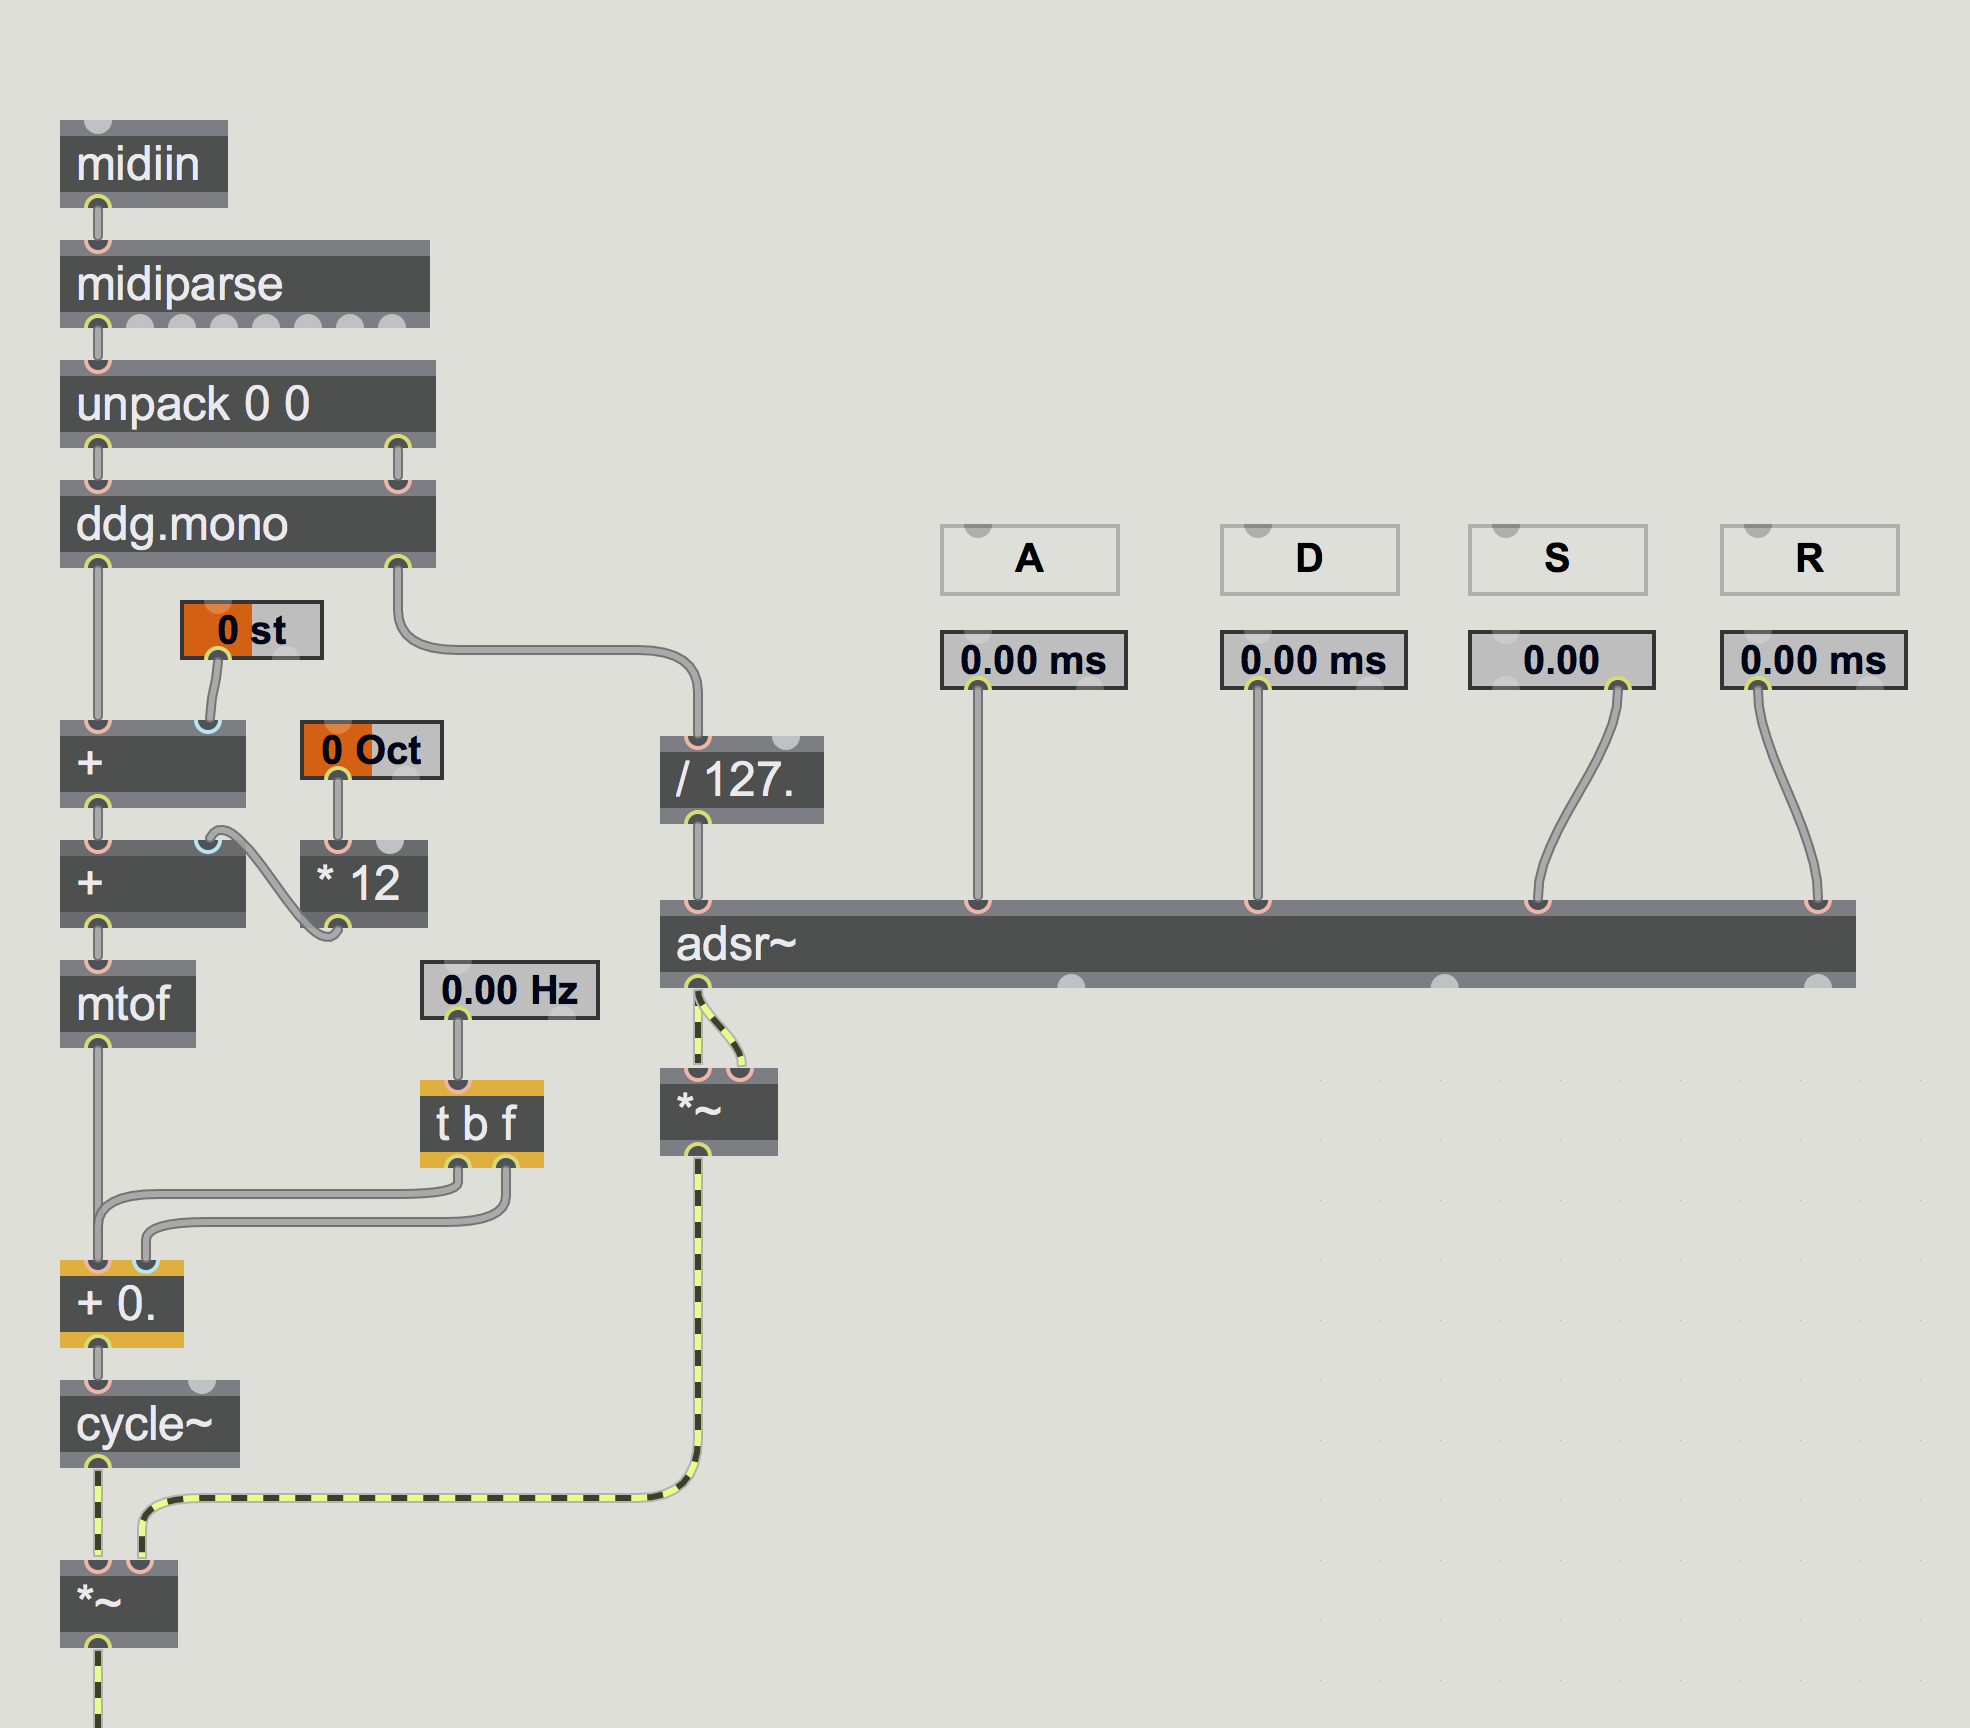 midiin
midiparse
unpack 0 0
ddg.mono
0 st
+
0 Oct
+
* 12
mtof
0.00 Hz
t b f
+ 0.
cycle~
*~
/ 127.
A
D
S
R
0.00 ms
0.00 ms
0.00
0.00 ms
adsr~
*~